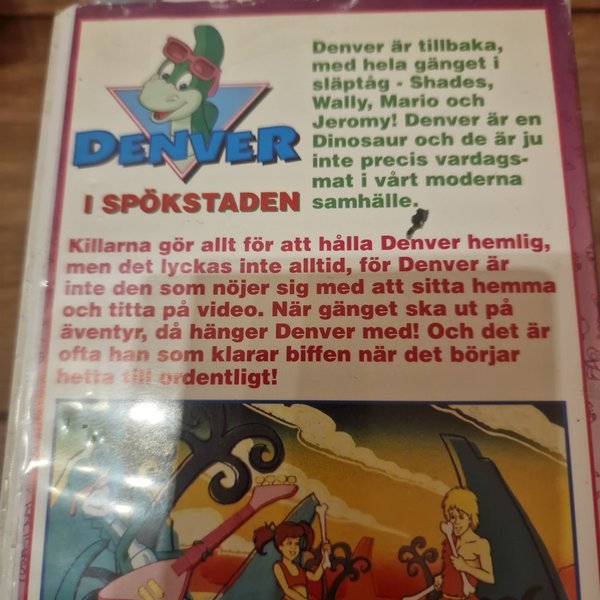 DENVER
I SPÖKSTADEN
Denver är tillbaka,
med hela gänget i
släptåg - Shades,
Wally, Mario och
Jeromy! Denver är en
Dinosaur och de är ju
inte precis vardags-
mat i vårt moderna
samhälle.
Killarna gör allt för att hålla Denver hemlig,
men det lyckas inte alltid, för Denver är
inte den som nöjer sig med att sitta hemma
och titta på video. När gänget ska ut på
äventyr, då hänger Denver med! Och det är
ofta han som klarar biffen när det börjar
hetta till ordentligt!